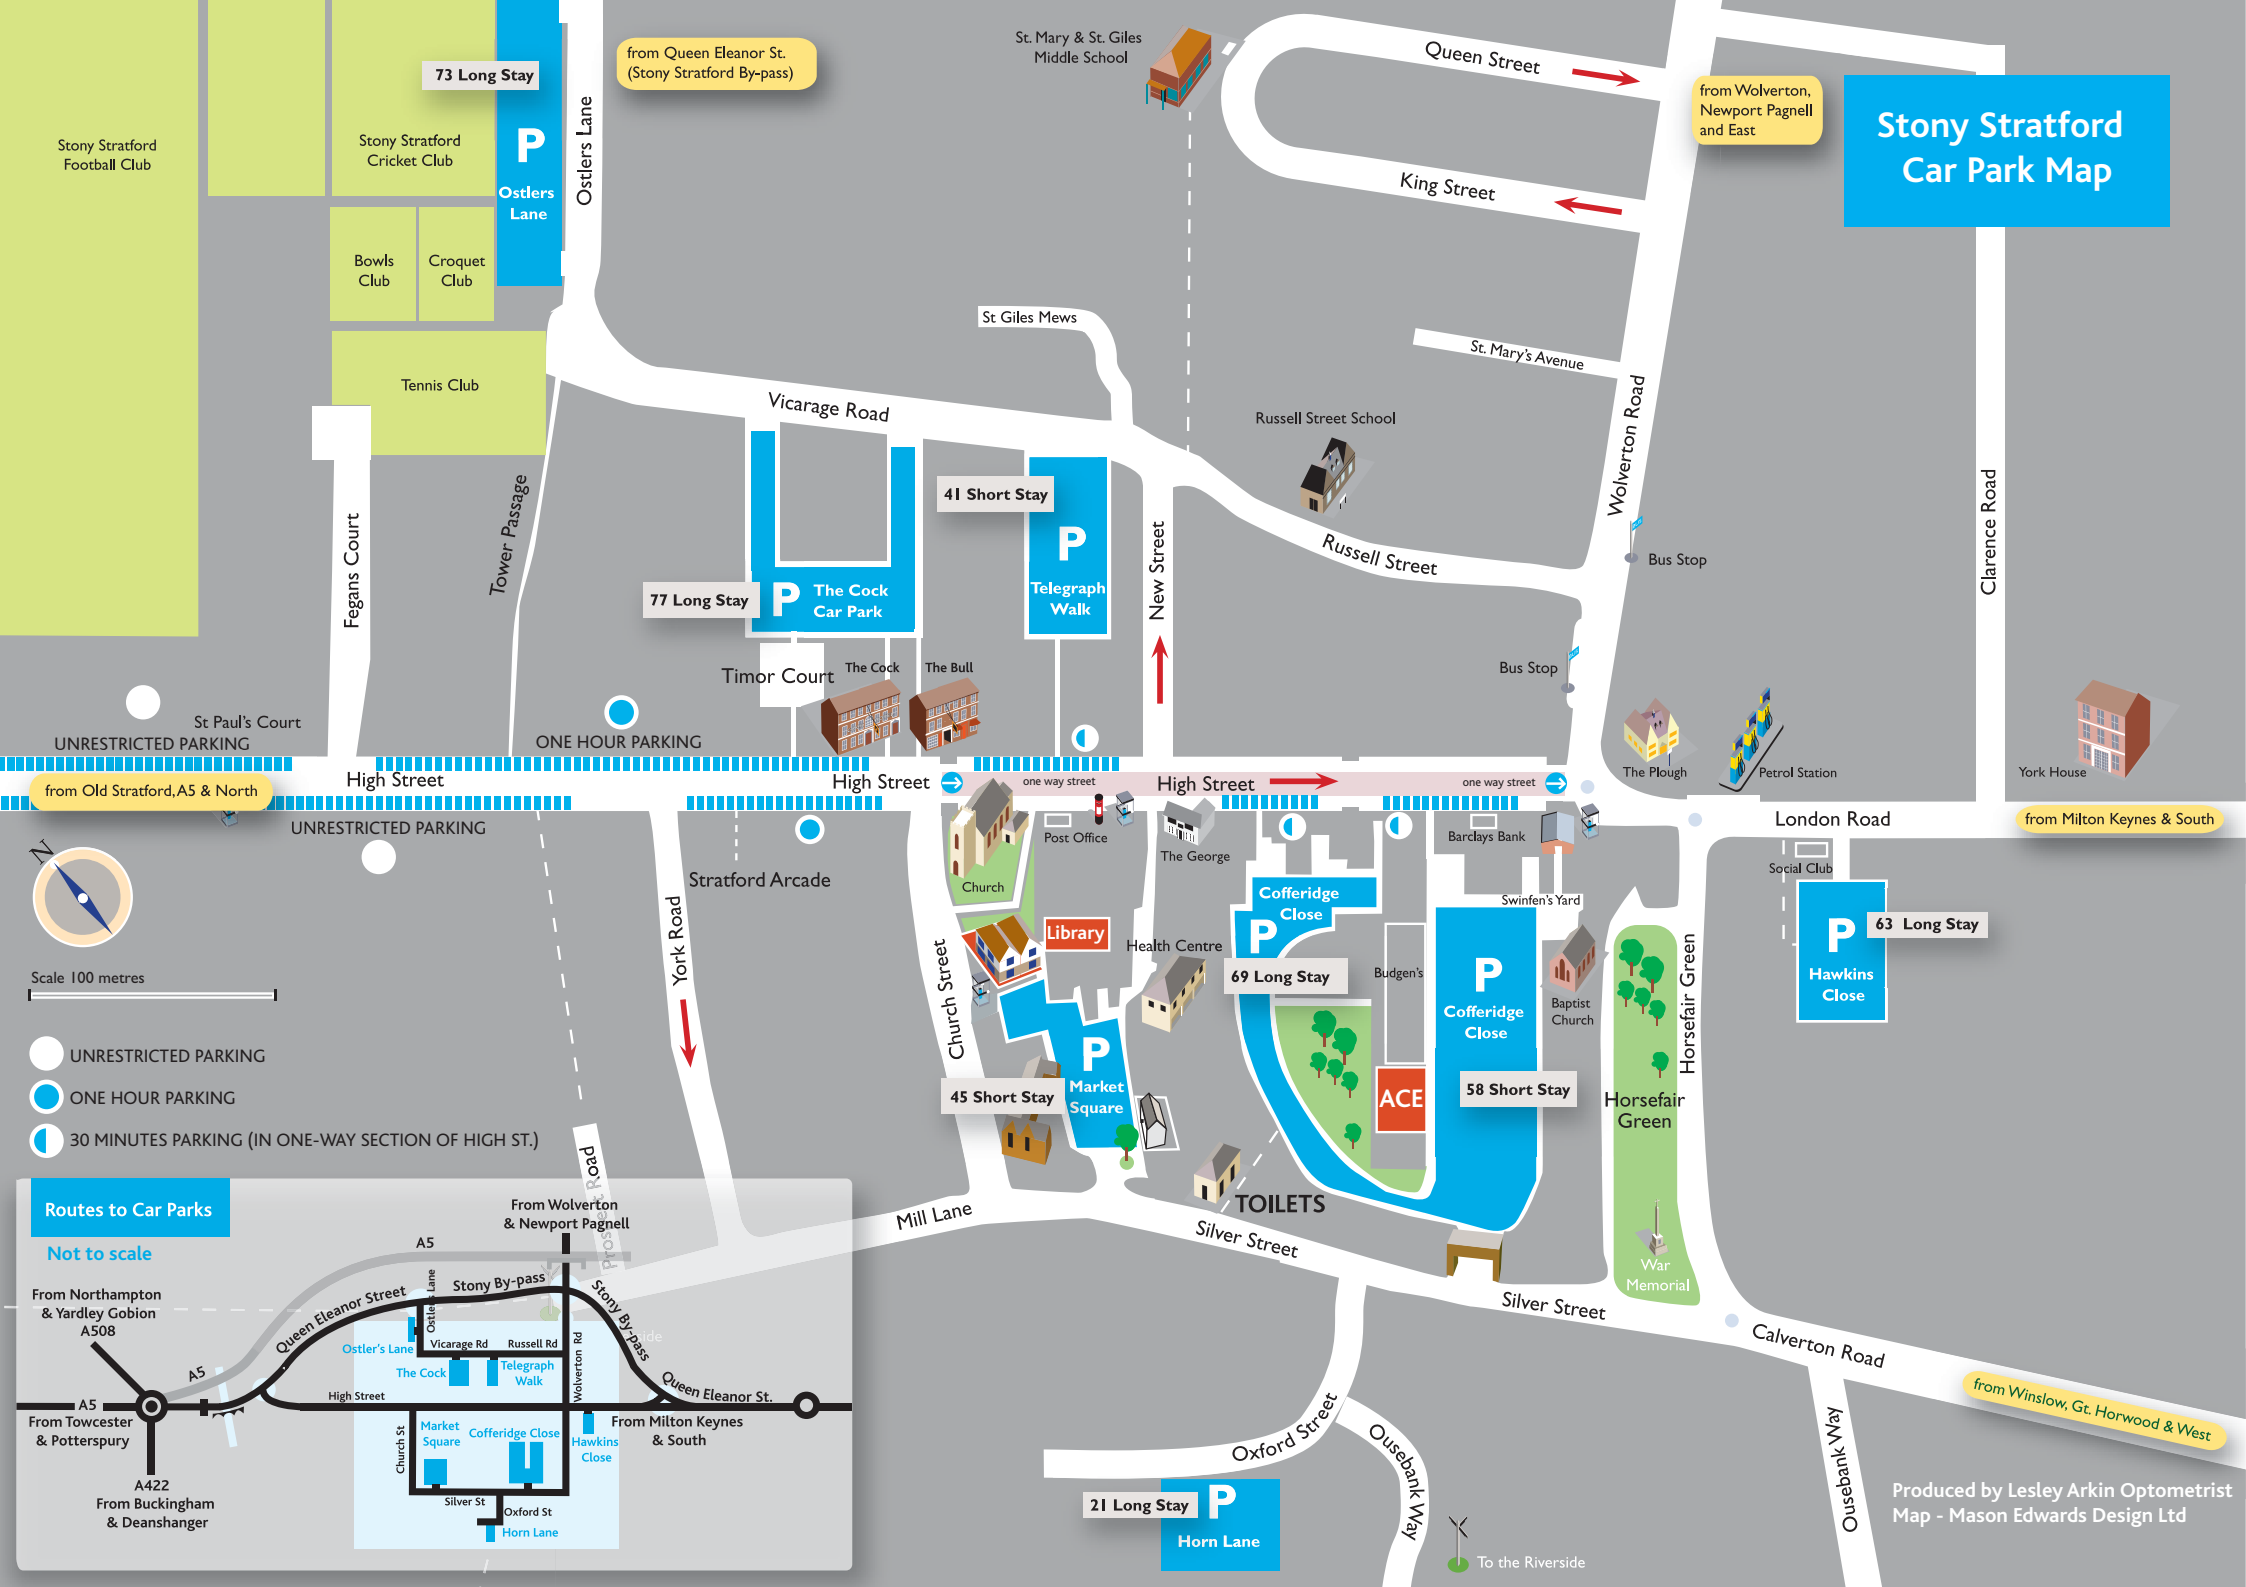 Stony Stratford
Car Park Map
from Queen Eleanor St.
(Stony Stratford By-pass)
St. Mary & St. Giles
Middle School
Queen Street
King Street
from Wolverton,
Newport Pagnell
and East
73 Long Stay
P
Ostlers
Lane
Ostlers Lane
Stony Stratford
Football Club
Stony Stratford
Cricket Club
Bowls
Club
Croquet
Club
Tennis Club
St Giles Mews
St. Mary's Avenue
Vicarage Road
Russell Street School
Wolverton Road
Clarence Road
Fegans Court
Tower Passage
41 Short Stay
P
Telegraph
Walk
77 Long Stay
P
The Cock
Car Park
New Street
Russell Street
Bus Stop
Bus Stop
Timor Court
The Cock
The Bull
St Paul's Court
UNRESTRICTED PARKING
ONE HOUR PARKING
The Plough
Petrol Station
York House
High Street
High Street
one way street
High Street
one way street
from Old Stratford, A5 & North
UNRESTRICTED PARKING
London Road
from Milton Keynes & South
Post Office
The George
Barclays Bank
Social Club
N
Stratford Arcade
Church
Cofferidge
Close
P
Swinfen's Yard
Library
Health Centre
69 Long Stay
Budgen's
P
Cofferidge
Close
58 Short Stay
Baptist
Church
Horsefair Green
P
63 Long Stay
Hawkins
Close
York Road
Church Street
Scale 100 metres
UNRESTRICTED PARKING
ONE HOUR PARKING
30 MINUTES PARKING (IN ONE-WAY SECTION OF HIGH ST.)
P
Market
Square
45 Short Stay
ACE
Horsefair
Green
TOILETS
Mill Lane
Silver Street
Silver Street
War
Memorial
Calverton Road
from Winslow, Gt. Horwood & West
Prospect Road
Oxford Street
Ousebank Way
Ousebank Way
21 Long Stay
P
Horn Lane
To the Riverside
Produced by Lesley Arkin Optometrist
Map - Mason Edwards Design Ltd
Routes to Car Parks
Not to scale
From Wolverton
& Newport Pagnell
A5
Stony By-pass
Stony By-pass
Queen Eleanor Street
Ostlers Lane
From Northampton
& Yardley Gobion
A508
A5
Ostler's Lane
Vicarage Rd
Russell Rd
The Cock
Telegraph
Walk
Wolverton Rd
High Street
Queen Eleanor St.
A5
From Towcester
& Potterspury
From Milton Keynes
& South
Church St
Market
Square
Cofferidge Close
Hawkins
Close
A422
From Buckingham
& Deanshanger
Silver St
Oxford St
Horn Lane